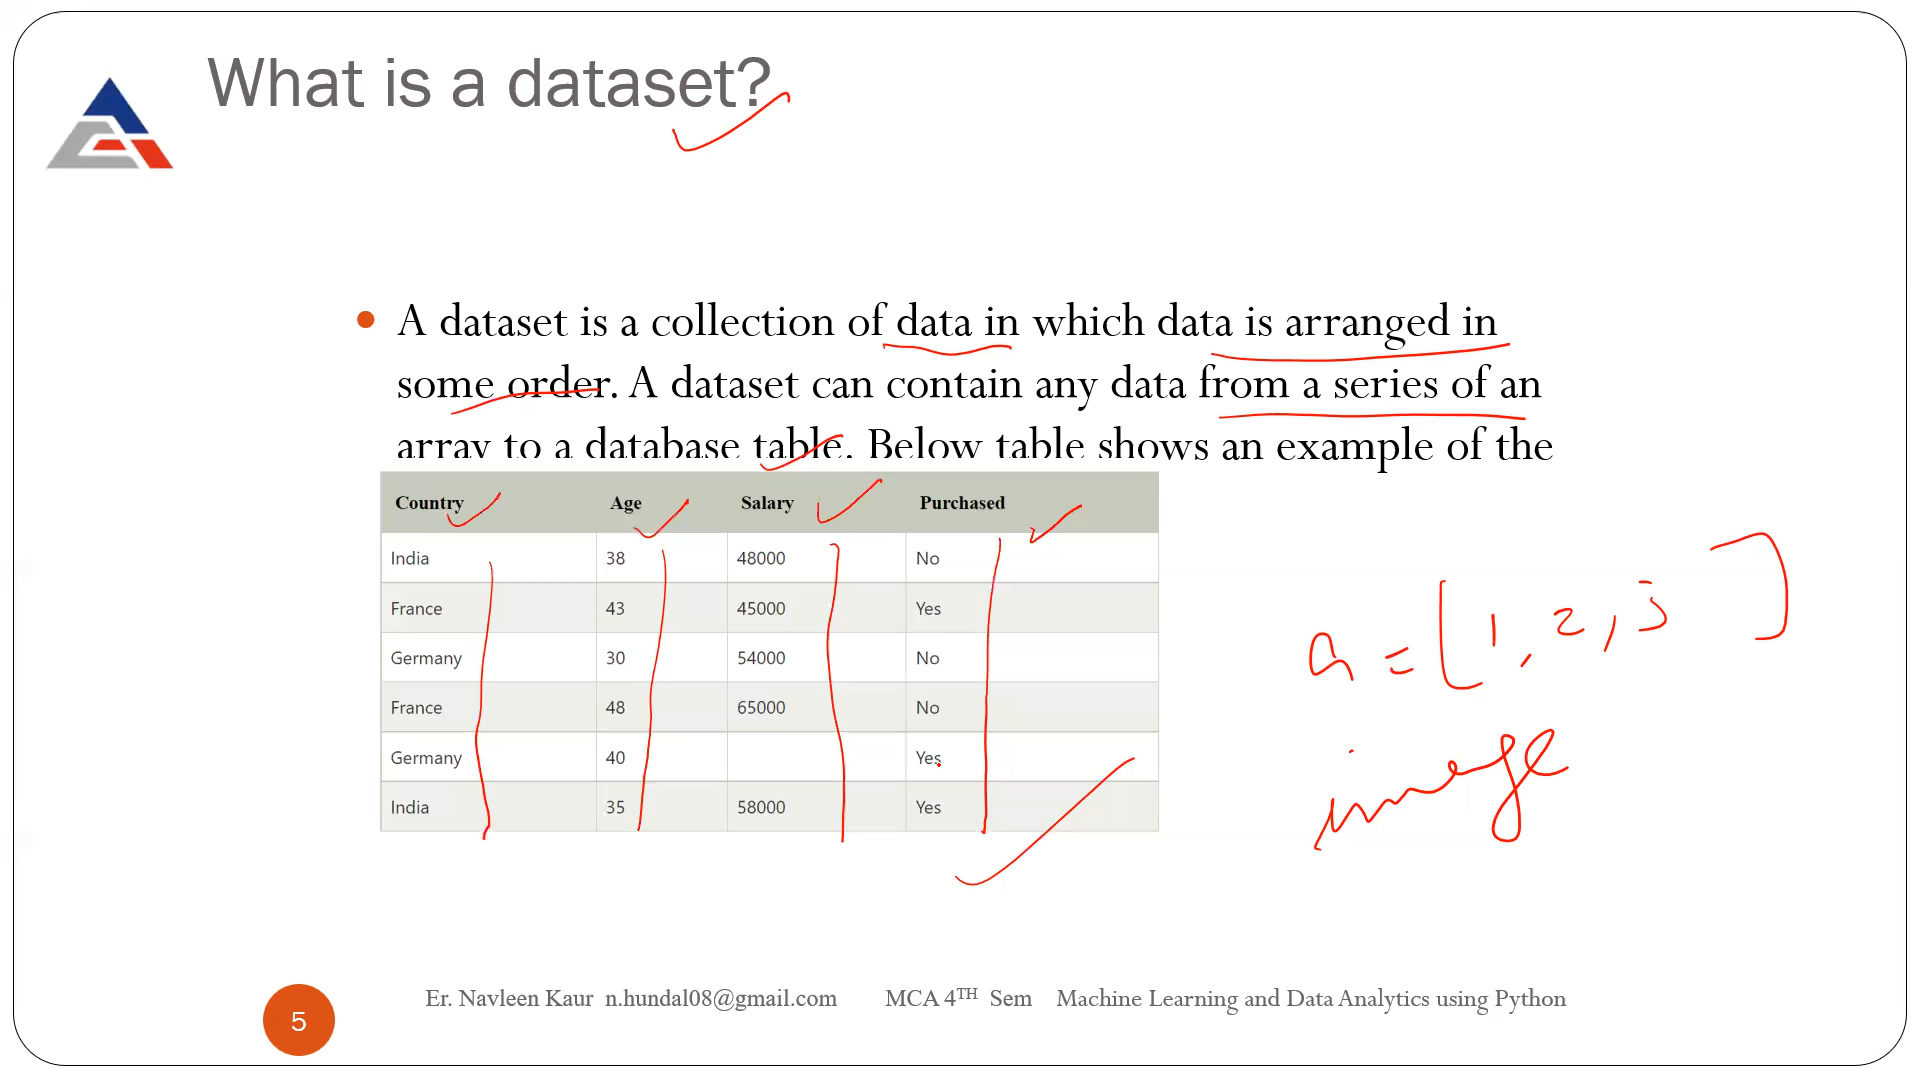 What is a dataset?
A dataset is a collection of data in which data is arranged in
some order. A dataset can contain any data from a series of an
array to a database table. Below table shows an example of the
Country Age Salary Purchased
India 38 48000 No
France 43 45000 Yes
Germany 30 54000 No
France 48 65000 No
Germany 40 Yes
India 35 58000 Yes
a = [1, 2, 3 ]
image
5 Er. Navleen Kaur n.hundal08@gmail.com MCA 4TH Sem Machine Learning and Data Analytics using Python